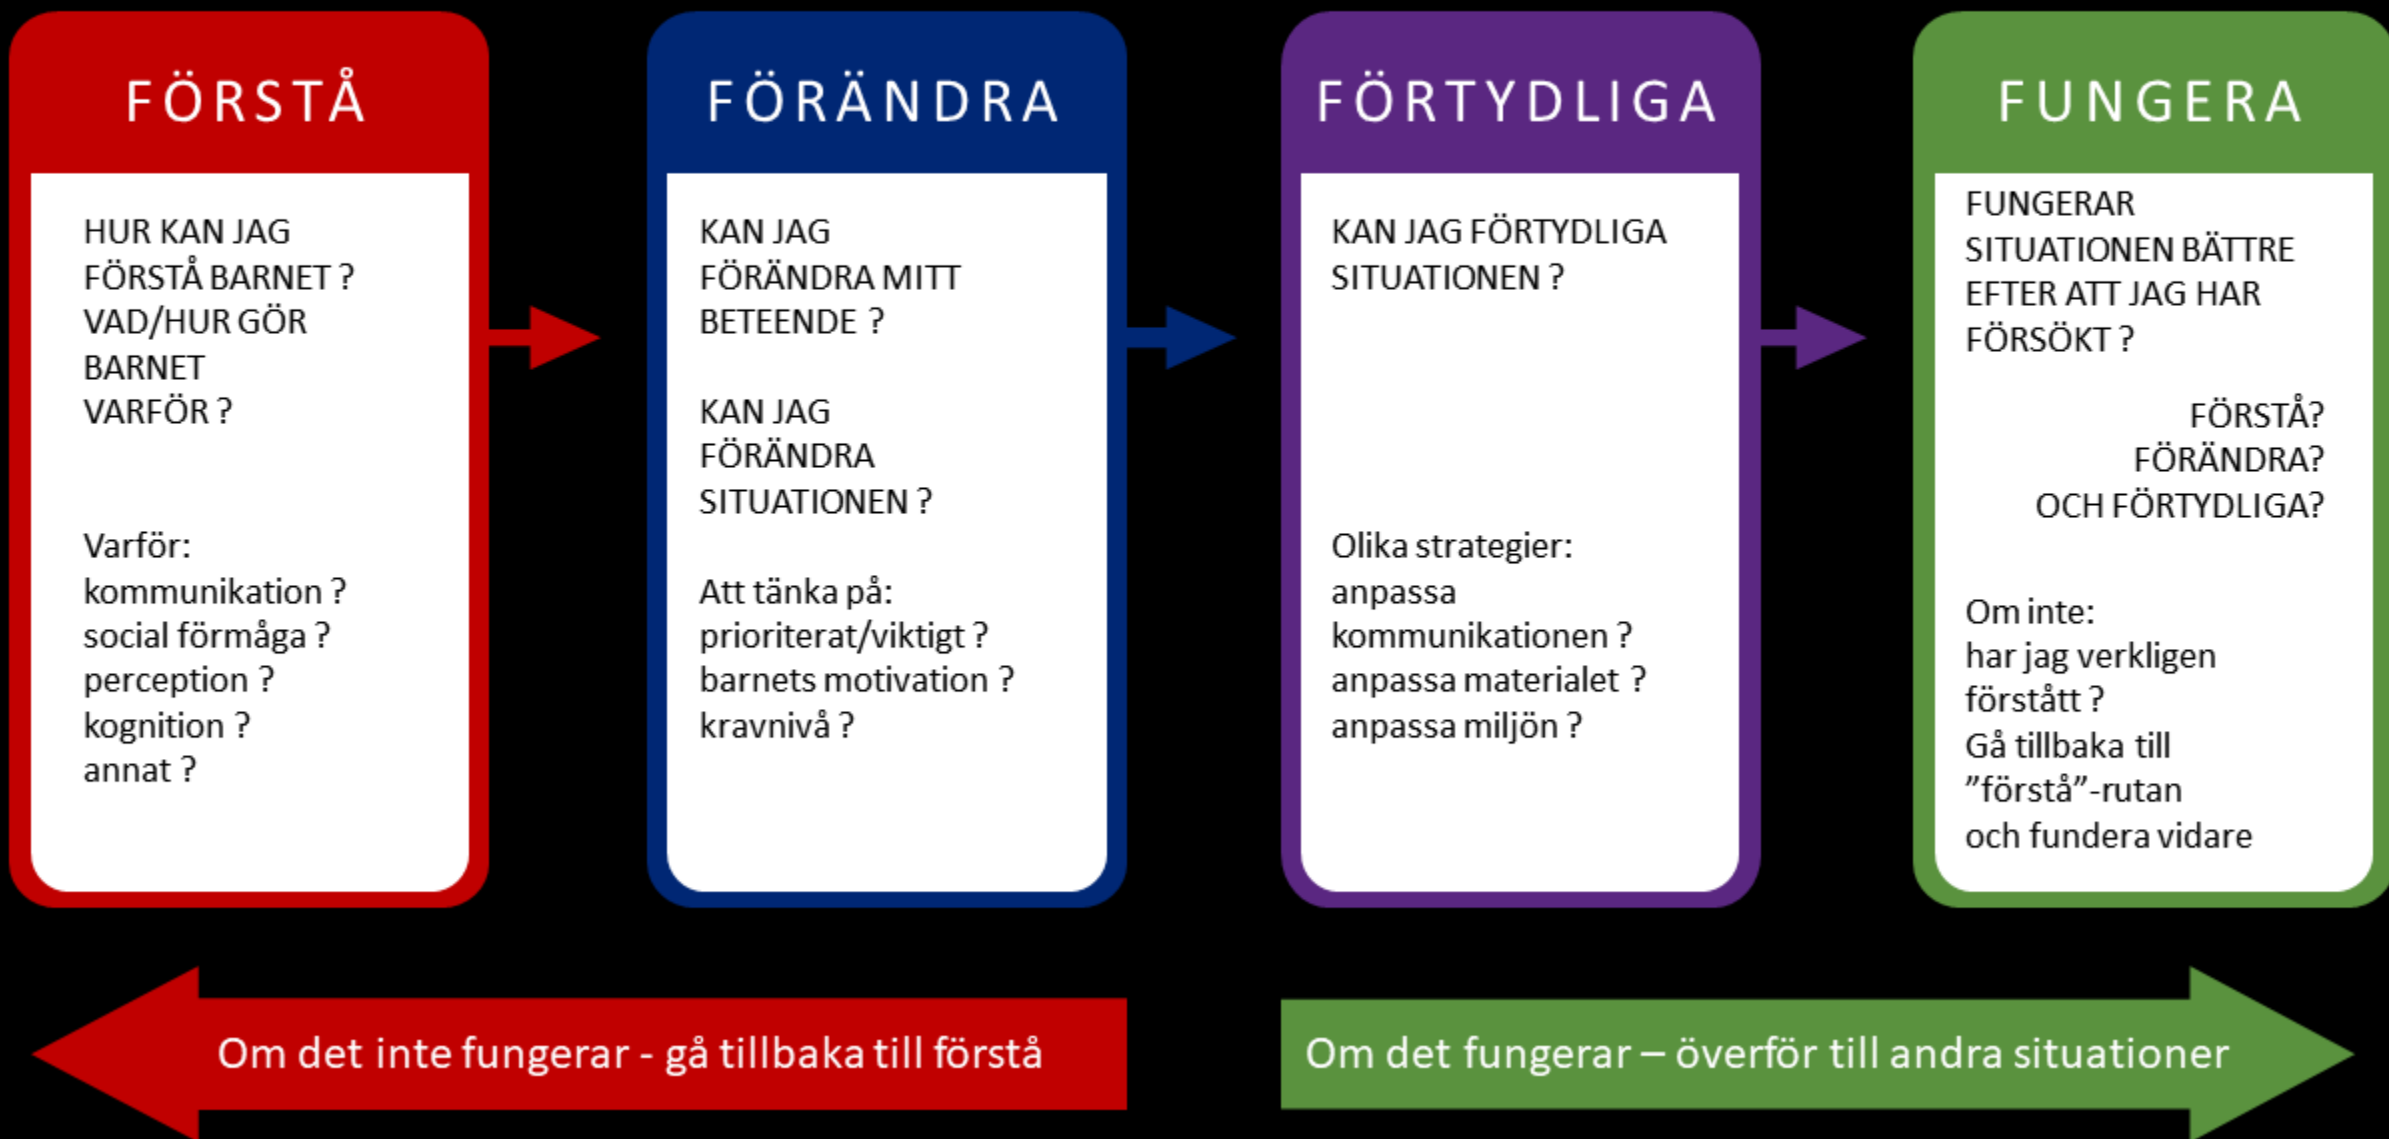 FÖRSTÅ
HUR KAN JAG
FÖRSTÅ BARNET ?
VAD/HUR GÖR
BARNET
VARFÖR ?
Varför:
kommunikation ?
social förmåga ?
perception ?
kognition ?
annat ?
FÖRÄNDRA
KAN JAG
FÖRÄNDRA MITT
BETEENDE ?
KAN JAG
FÖRÄNDRA
SITUATIONEN ?
Att tänka på:
prioriterat/viktigt ?
barnets motivation ?
kravnivå ?
FÖRTYDLIGA
KAN JAG FÖRTYDLIGA
SITUATIONEN ?
Olika strategier:
anpassa
kommunikationen ?
anpassa materialet ?
anpassa miljön ?
FUNGERA
FUNGERAR
SITUATIONEN BÄTTRE
EFTER ATT JAG HAR
FÖRSÖKT ?
FÖRSTÅ?
FÖRÄNDRA?
OCH FÖRTYDLIGA?
Om inte:
har jag verkligen
förstått ?
Gå tillbaka till
”förstå”-rutan
och fundera vidare
Om det inte fungerar - gå tillbaka till förstå
Om det fungerar – överför till andra situationer